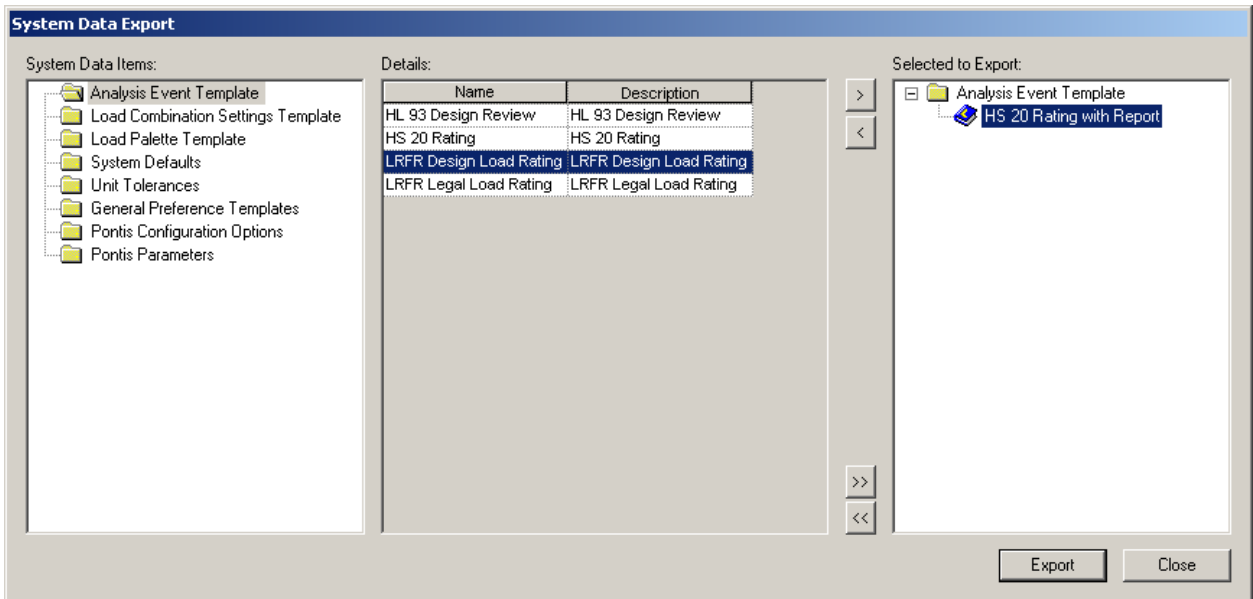 System Data Export
System Data Items:
Analysis Event Template
Load Combination Settings Template
Load Palette Template
System Defaults
Unit Tolerances
General Preference Templates
Pontis Configuration Options
Pontis Parameters
Details:
Name Description
HL 93 Design Review HL 93 Design Review
HS 20 Rating HS 20 Rating
LRFR Design Load Rating LRFR Design Load Rating
LRFR Legal Load Rating LRFR Legal Load Rating
>
<
>>
<<
Selected to Export:
Analysis Event Template
HS 20 Rating with Report
Export Close